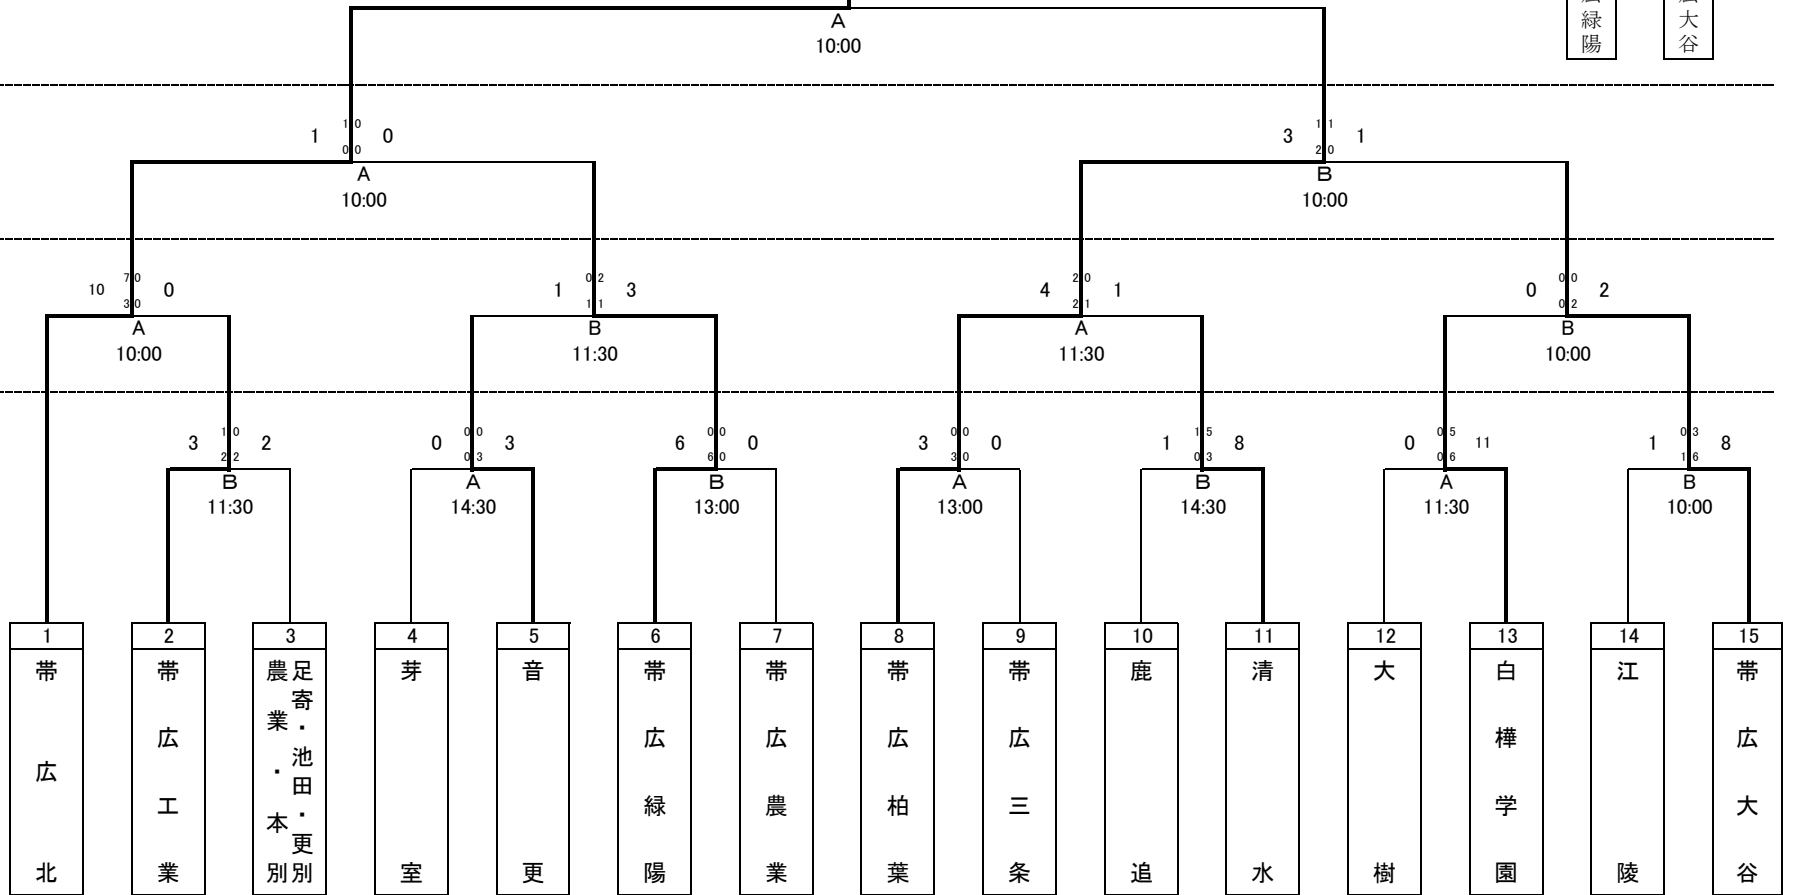 緑陽
大谷
A
10:00
1 1 0 0
0 0
A
10:00
3 1 1 1
2 0
B
10:00
10 7 0 0
3 0
A
10:00
1 0 2 3
1 1
B
11:30
4 2 0 1
2 1
A
11:30
0 0 0 2
0 2
B
10:00
3 1 0 2
2 2
B
11:30
0 0 0 3
0 3
A
14:30
6 0 0 0
6 0
B
13:00
3 0 0 0
3 0
A
13:00
1 1 5 8
0 3
B
14:30
0 0 5 11
0 6
A
11:30
1 0 3 8
1 6
B
10:00
1
帯広北
2
帯広工業
3
足寄・池田・更別
農業・本別
4
芽室
5
音更
6
帯広緑陽
7
帯広農業
8
帯広柏葉
9
帯広三条
10
鹿追
11
清水
12
大樹
13
白樺学園
14
江陵
15
帯広大谷